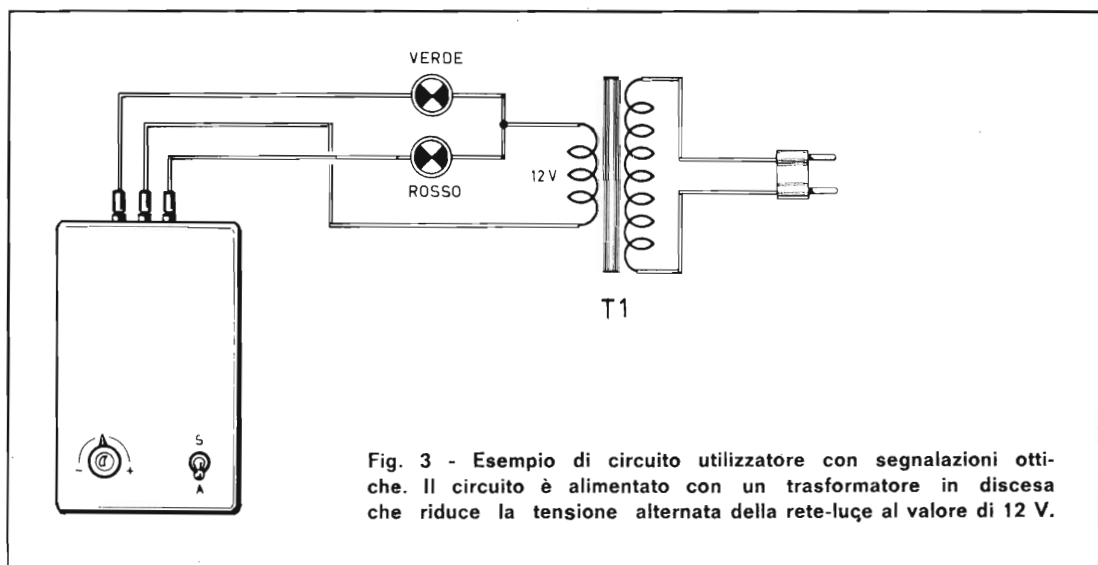 VERDE
ROSSO
12 V
T1
S
- +
A
Fig. 3 - Esempio di circuito utilizzatore con segnalazioni otti-
che. Il circuito è alimentato con un trasformatore in discesa
che riduce la tensione alternata della rete-luçe al valore di 12 V.